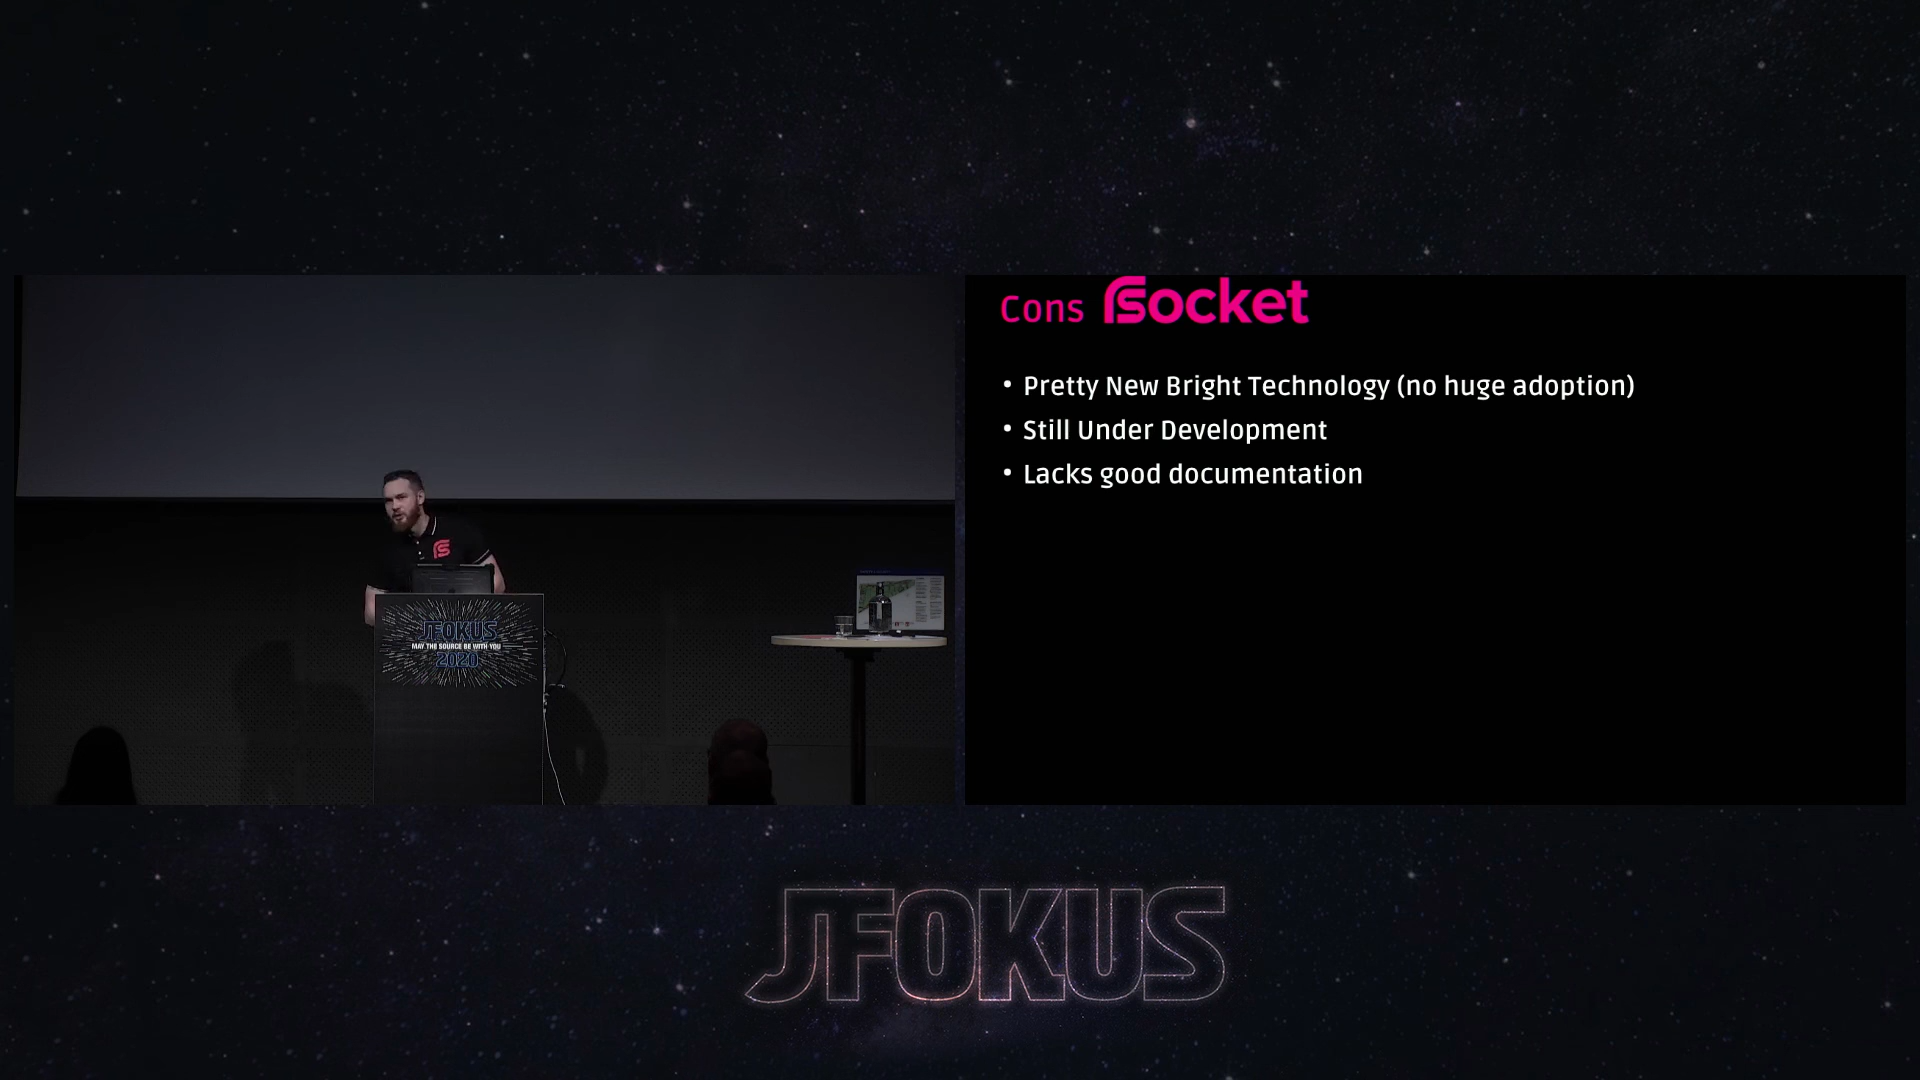 Cons RSocket
• Pretty New Bright Technology (no huge adoption)
• Still Under Development
• Lacks good documentation
JFOKUS
MAY THE SOURCE BE WITH YOU
2020
JFOKUS